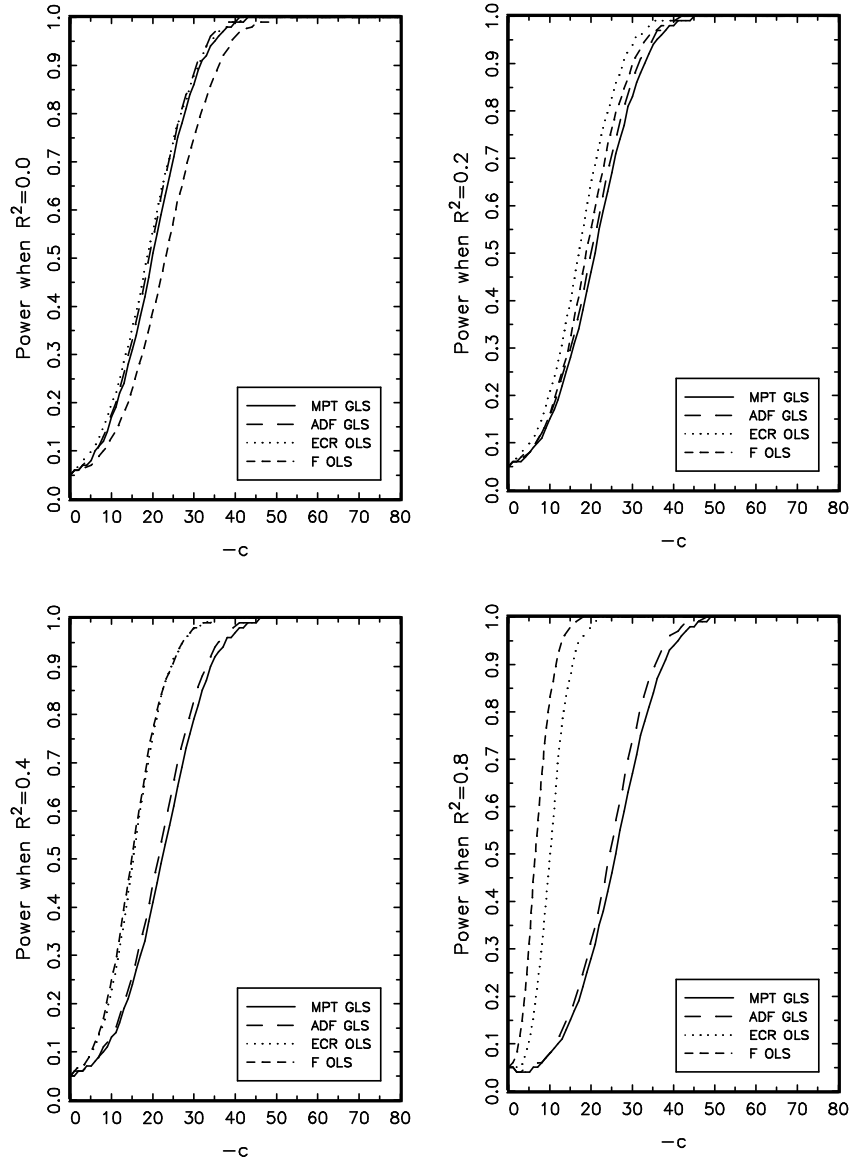 Power when R²=0.0
1.0
0.9
0.8
0.7
0.6
0.5
0.4
0.3
0.2
0.1
0.0
MPT GLS
ADF GLS
ECR OLS
F OLS
0 10 20 30 40 50 60 70 80
−c
Power when R²=0.2
1.0
0.9
0.8
0.7
0.6
0.5
0.4
0.3
0.2
0.1
0.0
MPT GLS
ADF GLS
ECR OLS
F OLS
0 10 20 30 40 50 60 70 80
−c
Power when R²=0.4
1.0
0.9
0.8
0.7
0.6
0.5
0.4
0.3
0.2
0.1
0.0
MPT GLS
ADF GLS
ECR OLS
F OLS
0 10 20 30 40 50 60 70 80
−c
Power when R²=0.8
1.0
0.9
0.8
0.7
0.6
0.5
0.4
0.3
0.2
0.1
0.0
MPT GLS
ADF GLS
ECR OLS
F OLS
0 10 20 30 40 50 60 70 80
−c